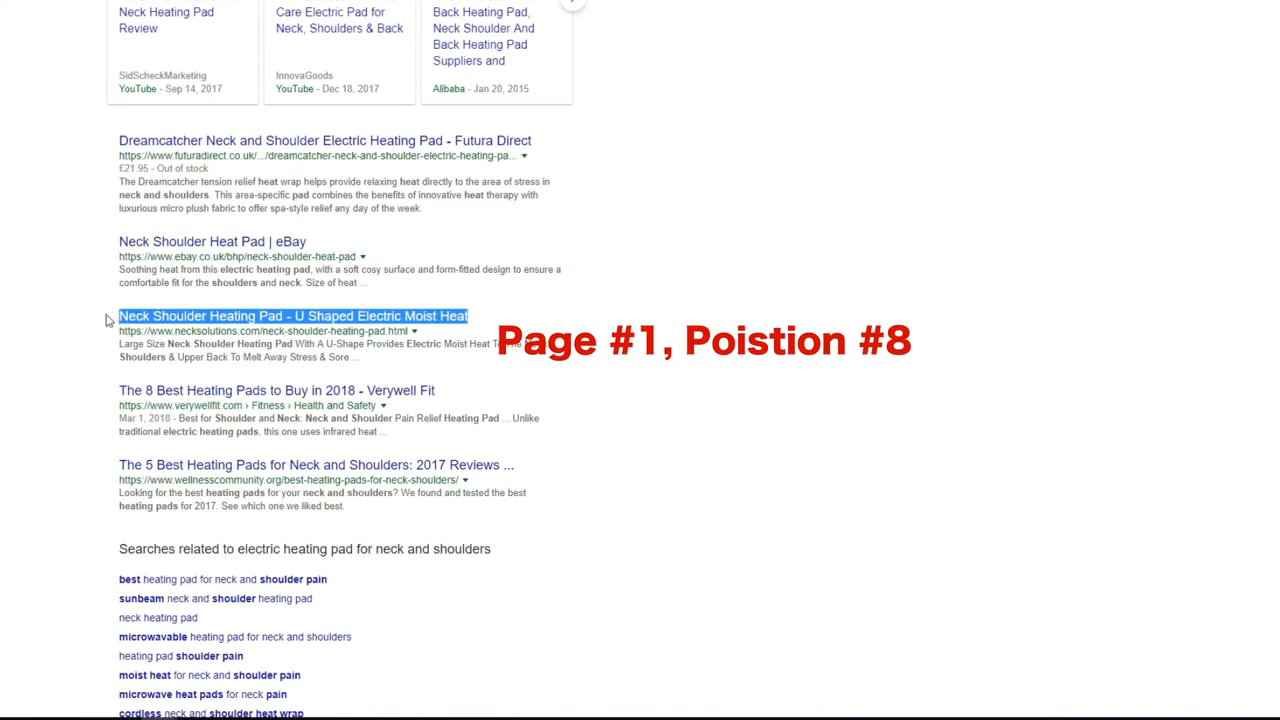 Neck Heating Pad
Review
SidScheckMarketing
YouTube - Sep 14, 2017
Care Electric Pad for
Neck, Shoulders & Back
InnovaGoods
YouTube - Dec 18, 2017
Back Heating Pad,
Neck Shoulder And
Back Heating Pad
Suppliers and
Alibaba - Jan 20, 2015
Dreamcatcher Neck and Shoulder Electric Heating Pad - Futura Direct
https://www.futuradirect.co.uk/.../dreamcatcher-neck-and-shoulder-electric-heating-pa...
£21.95 - Out of stock
The Dreamcatcher tension relief heat wrap helps provide relaxing heat directly to the area of stress in
neck and shoulders. This area-specific pad combines the benefits of innovative heat therapy with
luxurious micro plush fabric to offer spa-style relief any day of the week.
Neck Shoulder Heat Pad | eBay
https://www.ebay.co.uk/bhp/neck-shoulder-heat-pad
Soothing heat from this electric heating pad, with a soft cosy surface and form-fitted design to ensure a
comfortable fit for the shoulders and neck. Size of heat ...
Neck Shoulder Heating Pad - U Shaped Electric Moist Heat
https://www.necksolutions.com/neck-shoulder-heating-pad.html
Large Size Neck Shoulder Heating Pad With A U-Shape Provides Electric Moist Heat To
Shoulders & Upper Back To Melt Away Stress & Sore ...
Page #1, Poistion #8
The 8 Best Heating Pads to Buy in 2018 - Verywell Fit
https://www.verywellfit.com › Fitness › Health and Safety
Mar 1, 2018 - Best for Shoulder and Neck: Neck and Shoulder Pain Relief Heating Pad ... Unlike
traditional electric heating pads, this one uses infrared heat ...
The 5 Best Heating Pads for Neck and Shoulders: 2017 Reviews ...
https://www.wellnesscommunity.org/best-heating-pads-for-neck-shoulders/
Looking for the best heating pads for your neck and shoulders? We found and tested the best
heating pads for 2017. See which one we liked best.
Searches related to electric heating pad for neck and shoulders
best heating pad for neck and shoulder pain
sunbeam neck and shoulder heating pad
neck heating pad
microwavable heating pad for neck and shoulders
heating pad shoulder pain
moist heat for neck and shoulder pain
microwave heat pads for neck pain
cordless neck and shoulder heat wrap